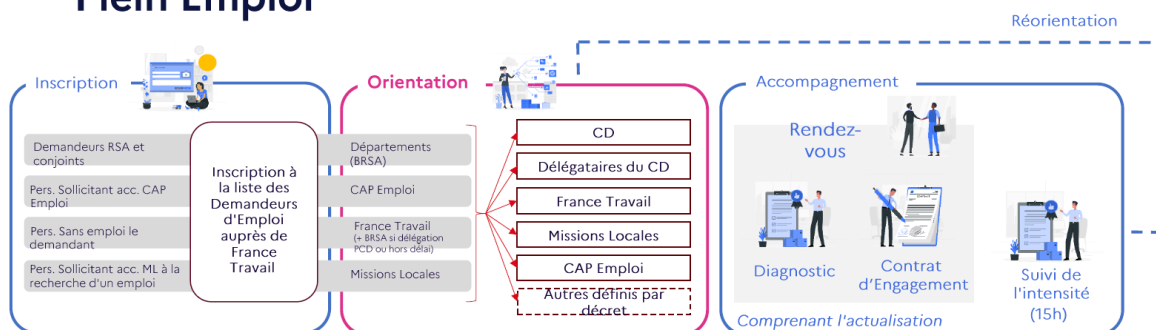 Plein Emploi
Réorientation
Inscription
Demandeurs RSA et
conjoints
Pers. Sollicitant acc. CAP
Emploi
Pers. Sans emploi le
demandant
Pers. Sollicitant acc. ML à la
recherche d'un emploi
Inscription à
la liste des
Demandeurs
d'Emploi
auprès de
France
Travail
Orientation
Départements
(BRSA)
CAP Emploi
France Travail
(+ BRSA si délégation
PCD ou hors délai)
Missions Locales
CD
Délégataires du CD
France Travail
Missions Locales
CAP Emploi
Autres définis par
décret
Accompagnement
Rendez-
vous
Diagnostic
Contrat
d'Engagement
Comprenant l'actualisation
Suivi de
l'intensité
(15h)